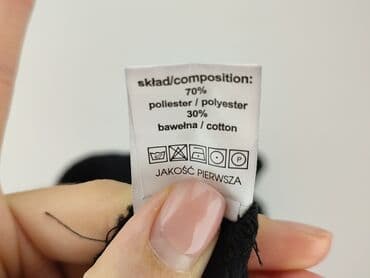 skład/composition:
70%
poliester / polyester
30%
bawełna / cotton
JAKOŚĆ PIERWSZA